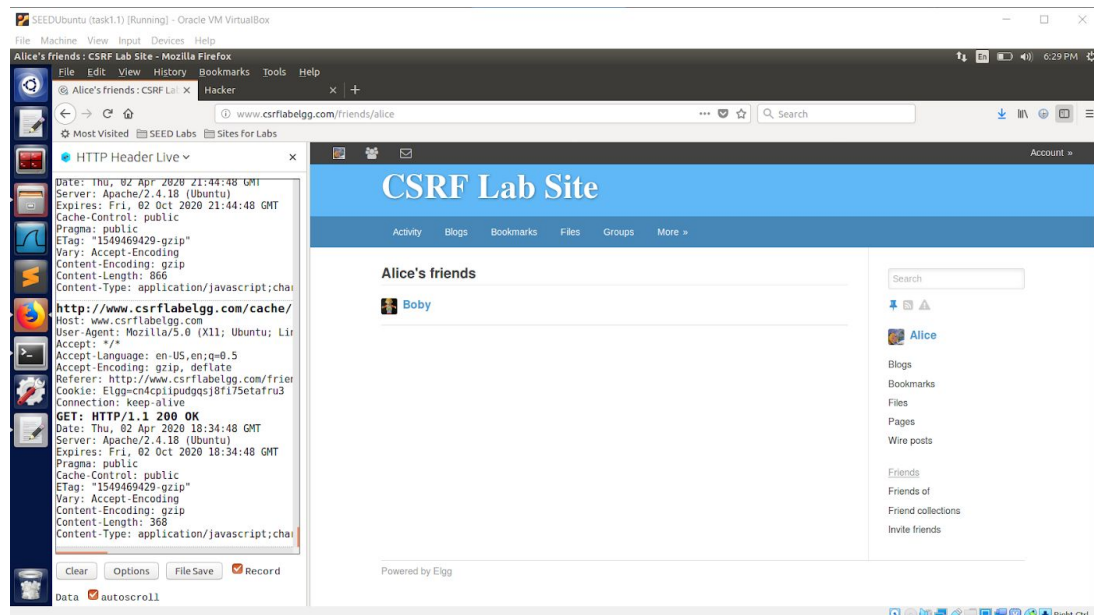 SEEDUbuntu (task1.1) [Running] - Oracle VM VirtualBox
File Machine View Input Devices Help
Alice's friends : CSRF Lab Site - Mozilla Firefox
En 6:29 PM
File Edit View History Bookmarks Tools Help
Alice's friends : CSRF Lal
Hacker
www.csrflabelgg.com/friends/alice
Search
Most Visited SEED Labs Sites for Labs
HTTP Header Live
Date: Thu, 02 Apr 2020 21:44:48 GMT
Server: Apache/2.4.18 (Ubuntu)
Expires: Fri, 02 Oct 2020 21:44:48 GMT
Cache-Control: public
Pragma: public
ETag: "1549469429-gzip"
Vary: Accept-Encoding
Content-Encoding: gzip
Content-Length: 866
Content-Type: application/javascript;cha
http://www.csrflabelgg.com/cache/
Host: www.csrflabelgg.com
User-Agent: Mozilla/5.0 (X11; Ubuntu; Lin
Accept: */*
Accept-Language: en-US,en;q=0.5
Accept-Encoding: gzip, deflate
Referer: http://www.csrflabelgg.com/frien
Cookie: Elgg=cn4cpiipudgqsj8fi75etafru3
Connection: keep-alive
GET: HTTP/1.1 200 OK
Date: Thu, 02 Apr 2020 18:34:48 GMT
Server: Apache/2.4.18 (Ubuntu)
Expires: Fri, 02 Oct 2020 18:34:48 GMT
Pragma: public
Cache-Control: public
ETag: "1549469429-gzip"
Vary: Accept-Encoding
Content-Encoding: gzip
Content-Length: 368
Content-Type: application/javascript;cha
Clear Options File Save Record
Data autoscroll
Account »
CSRF Lab Site
Activity Blogs Bookmarks Files Groups More »
Alice's friends
Boby
Search
Alice
Blogs
Bookmarks
Files
Pages
Wire posts
Friends
Friends of
Friend collections
Invite friends
Powered by Elgg
Right Ctrl